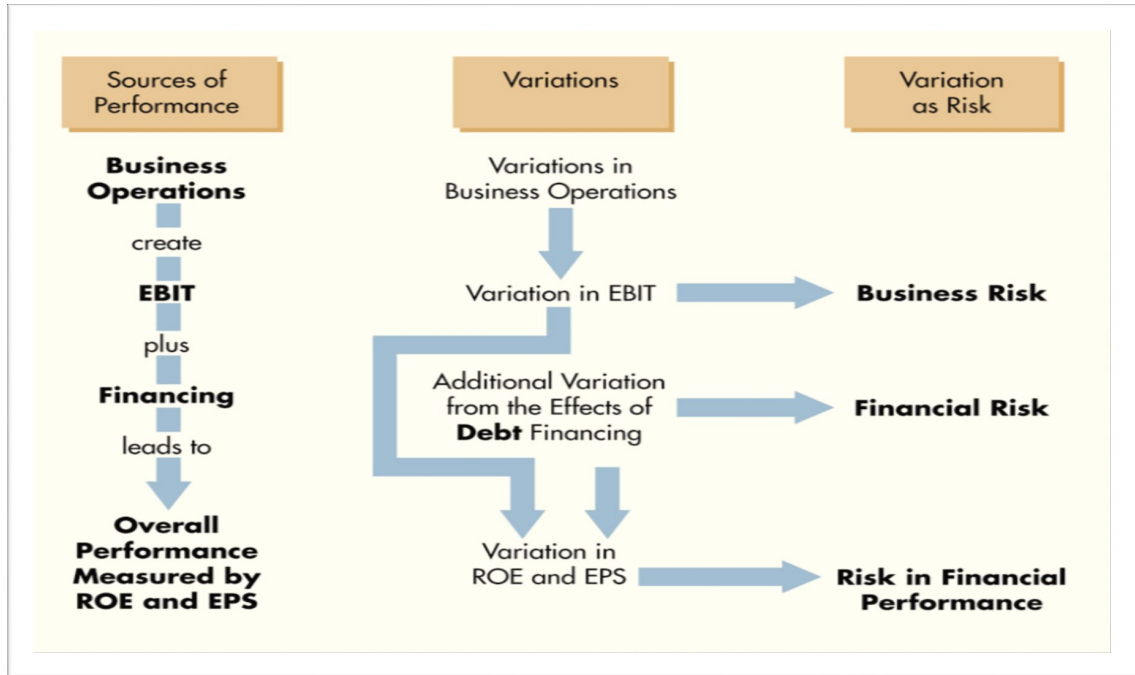 Sources of
Performance
Business
Operations
create
EBIT
plus
Financing
leads to
Overall
Performance
Measured by
ROE and EPS
Variations
Variations in
Business Operations
Variation in EBIT
Additional Variation
from the Effects of
Debt Financing
Variation in
ROE and EPS
Variation
as Risk
Business Risk
Financial Risk
Risk in Financial
Performance